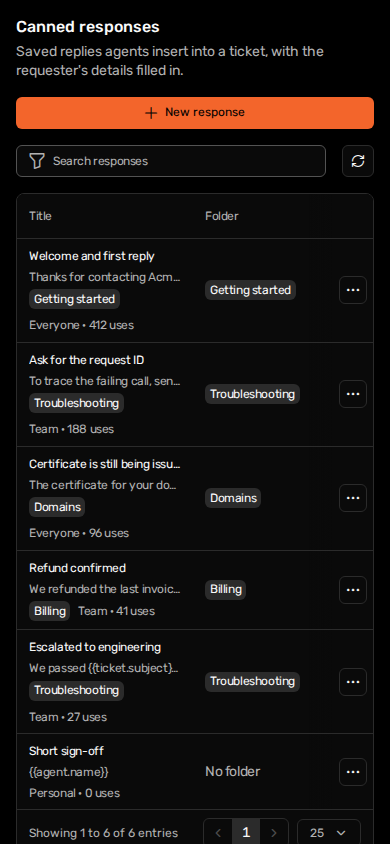 Canned responses
Saved replies agents insert into a ticket, with the
requester's details filled in.
New response
Search responses
Title Folder
Welcome and first reply
Thanks for contacting Acm...
Getting started Getting started
Everyone • 412 uses
Ask for the request ID
To trace the failing call, sen...
Troubleshooting Troubleshooting
Team • 188 uses
Certificate is still being issu...
The certificate for your do...
Domains Domains
Everyone • 96 uses
Refund confirmed
We refunded the last invoic...
Billing Team • 41 uses Billing
Escalated to engineering
We passed {{ticket.subject}...
Troubleshooting Troubleshooting
Team • 27 uses
Short sign-off
{{agent.name}} No folder
Personal • 0 uses
Showing 1 to 6 of 6 entries 1 25